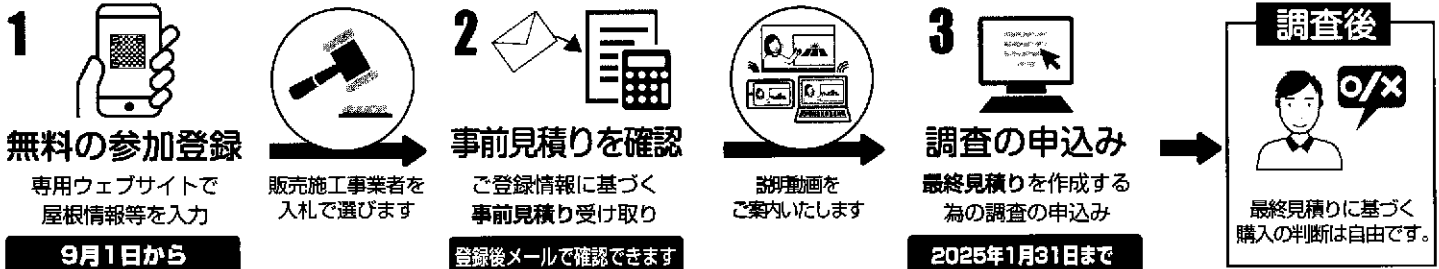 1
無料の参加登録
専用ウェブサイトで
屋根情報等を入力
9月1日から
販売施工事業者を
入札で選びます
2
事前見積りを確認
ご登録情報に基づく
事前見積り受け取り
登録後メールで確認できます
説明動画を
ご案内いたします
3
調査の申込み
最終見積りを作成する
為の調査の申込み
2025年1月31日まで
調査後
o/×
最終見積りに基づく
購入の判断は自由です。